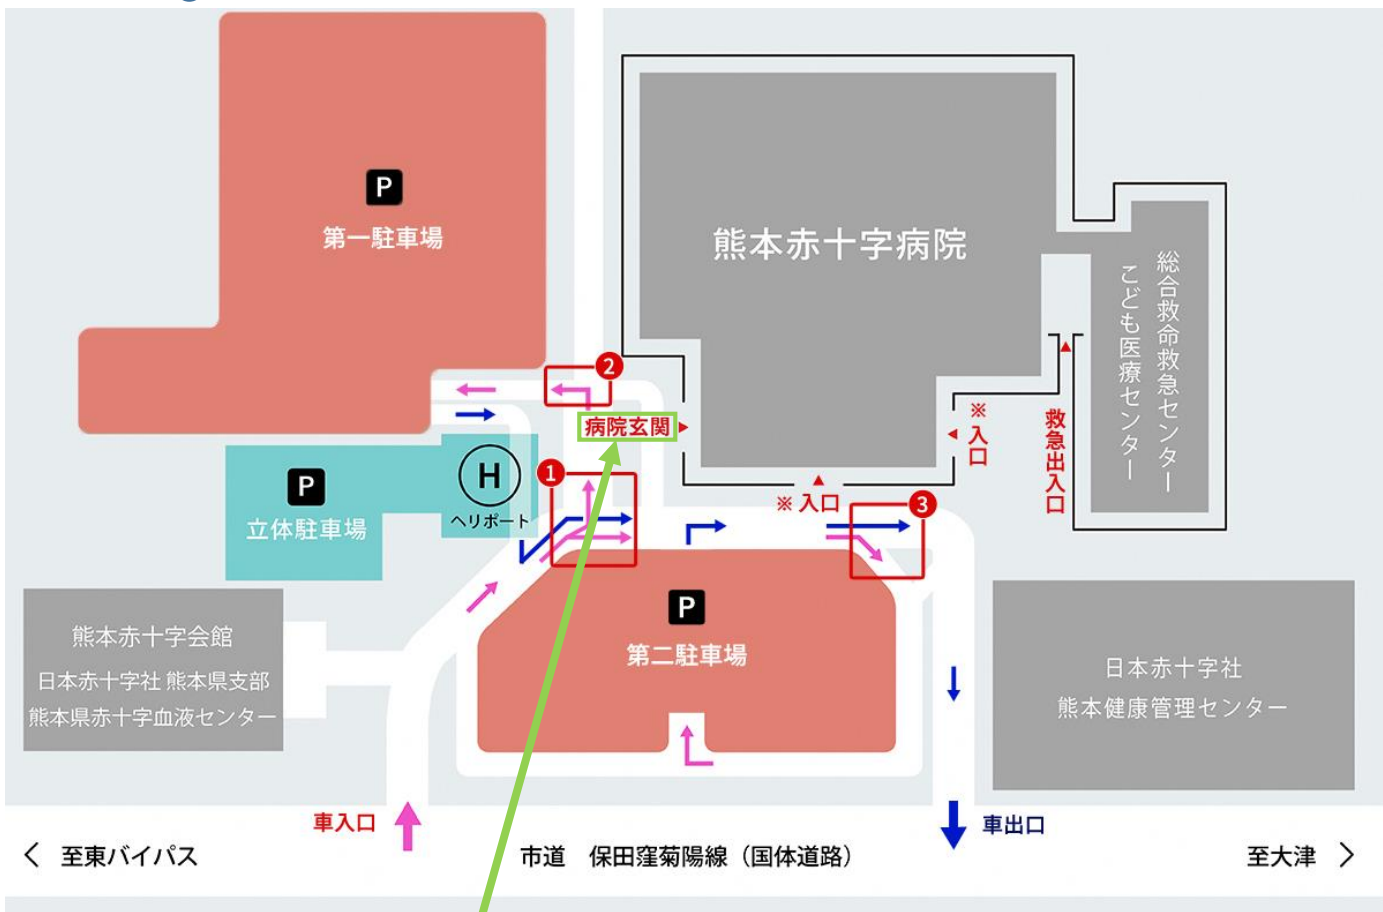 P
第一駐車場
熊本赤十字病院
総合救命救急センター
こども医療センター
2
病院玄関
※入口
救急出入口
1
H
ヘリポート
P
立体駐車場
※入口
3
P
第二駐車場
熊本赤十字会館
日本赤十字社 熊本県支部
熊本県赤十字血液センター
日本赤十字社
熊本健康管理センター
車入口
車出口
至東バイパス
市道 保田窪菊陽線（国体道路）
至大津